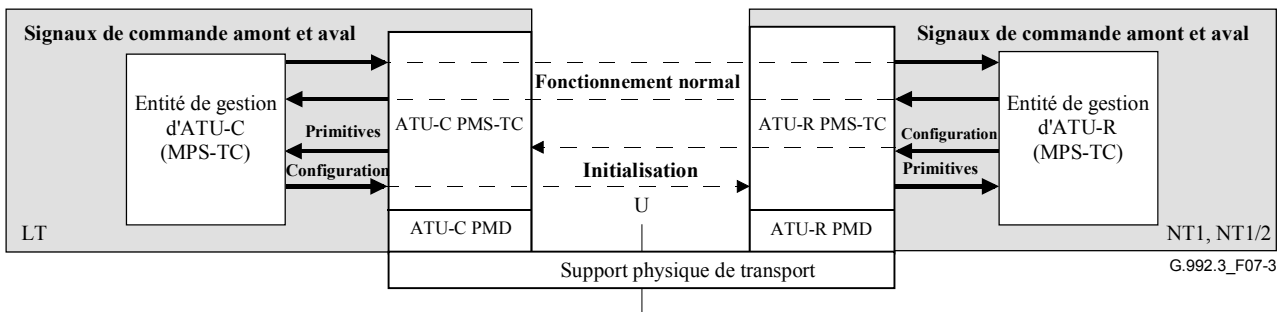 Signaux de commande amont et aval
Signaux de commande amont et aval
Fonctionnement normal
Entité de gestion
d'ATU-C
(MPS-TC)
Primitives
Configuration
ATU-C PMS-TC
ATU-C PMD
Initialisation
U
ATU-R PMS-TC
ATU-R PMD
Configuration
Primitives
Entité de gestion
d'ATU-R
(MPS-TC)
LT
NT1, NT1/2
Support physique de transport
G.992.3_F07-3